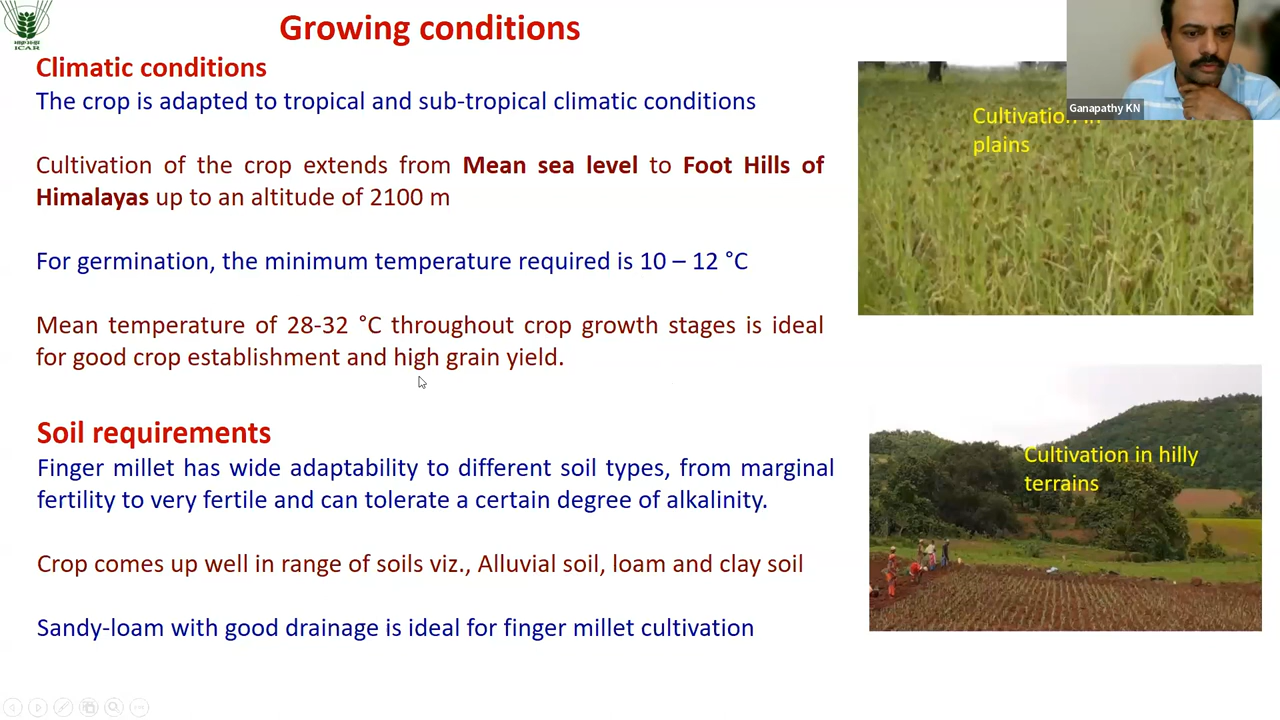 ICAR
Growing conditions
Climatic conditions
The crop is adapted to tropical and sub-tropical climatic conditions
Cultivation of the crop extends from Mean sea level to Foot Hills of
Himalayas up to an altitude of 2100 m
For germination, the minimum temperature required is 10 – 12 °C
Mean temperature of 28-32 °C throughout crop growth stages is ideal
for good crop establishment and high grain yield.
Soil requirements
Finger millet has wide adaptability to different soil types, from marginal
fertility to very fertile and can tolerate a certain degree of alkalinity.
Crop comes up well in range of soils viz., Alluvial soil, loam and clay soil
Sandy-loam with good drainage is ideal for finger millet cultivation
Ganapathy KN
Cultivation in
plains
Cultivation in hilly
terrains